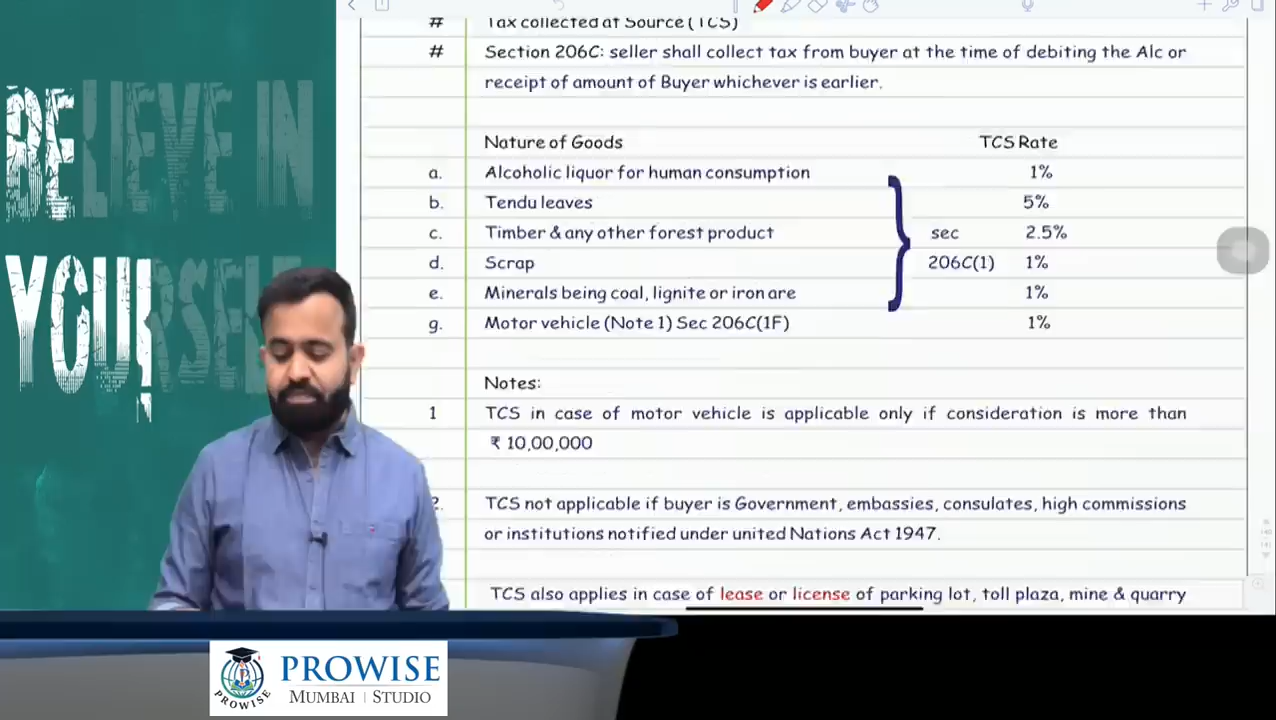 BELIEVE IN
YOURSELF
!
# Tax collected at Source (TCS)
# Section 206C: seller shall collect tax from buyer at the time of debiting the Alc or
receipt of amount of Buyer whichever is earlier.
Nature of Goods TCS Rate
a. Alcoholic liquor for human consumption 1%
b. Tendu leaves 5%
c. Timber & any other forest product sec 2.5%
d. Scrap 206C(1) 1%
e. Minerals being coal, lignite or iron are 1%
g. Motor vehicle (Note 1) Sec 206C(1F) 1%
Notes:
1 TCS in case of motor vehicle is applicable only if consideration is more than
₹ 10,00,000
2. TCS not applicable if buyer is Government, embassies, consulates, high commissions
or institutions notified under united Nations Act 1947.
TCS also applies in case of lease or license of parking lot, toll plaza, mine & quarry
PROWISE
PROWISE
MUMBAI | STUDIO